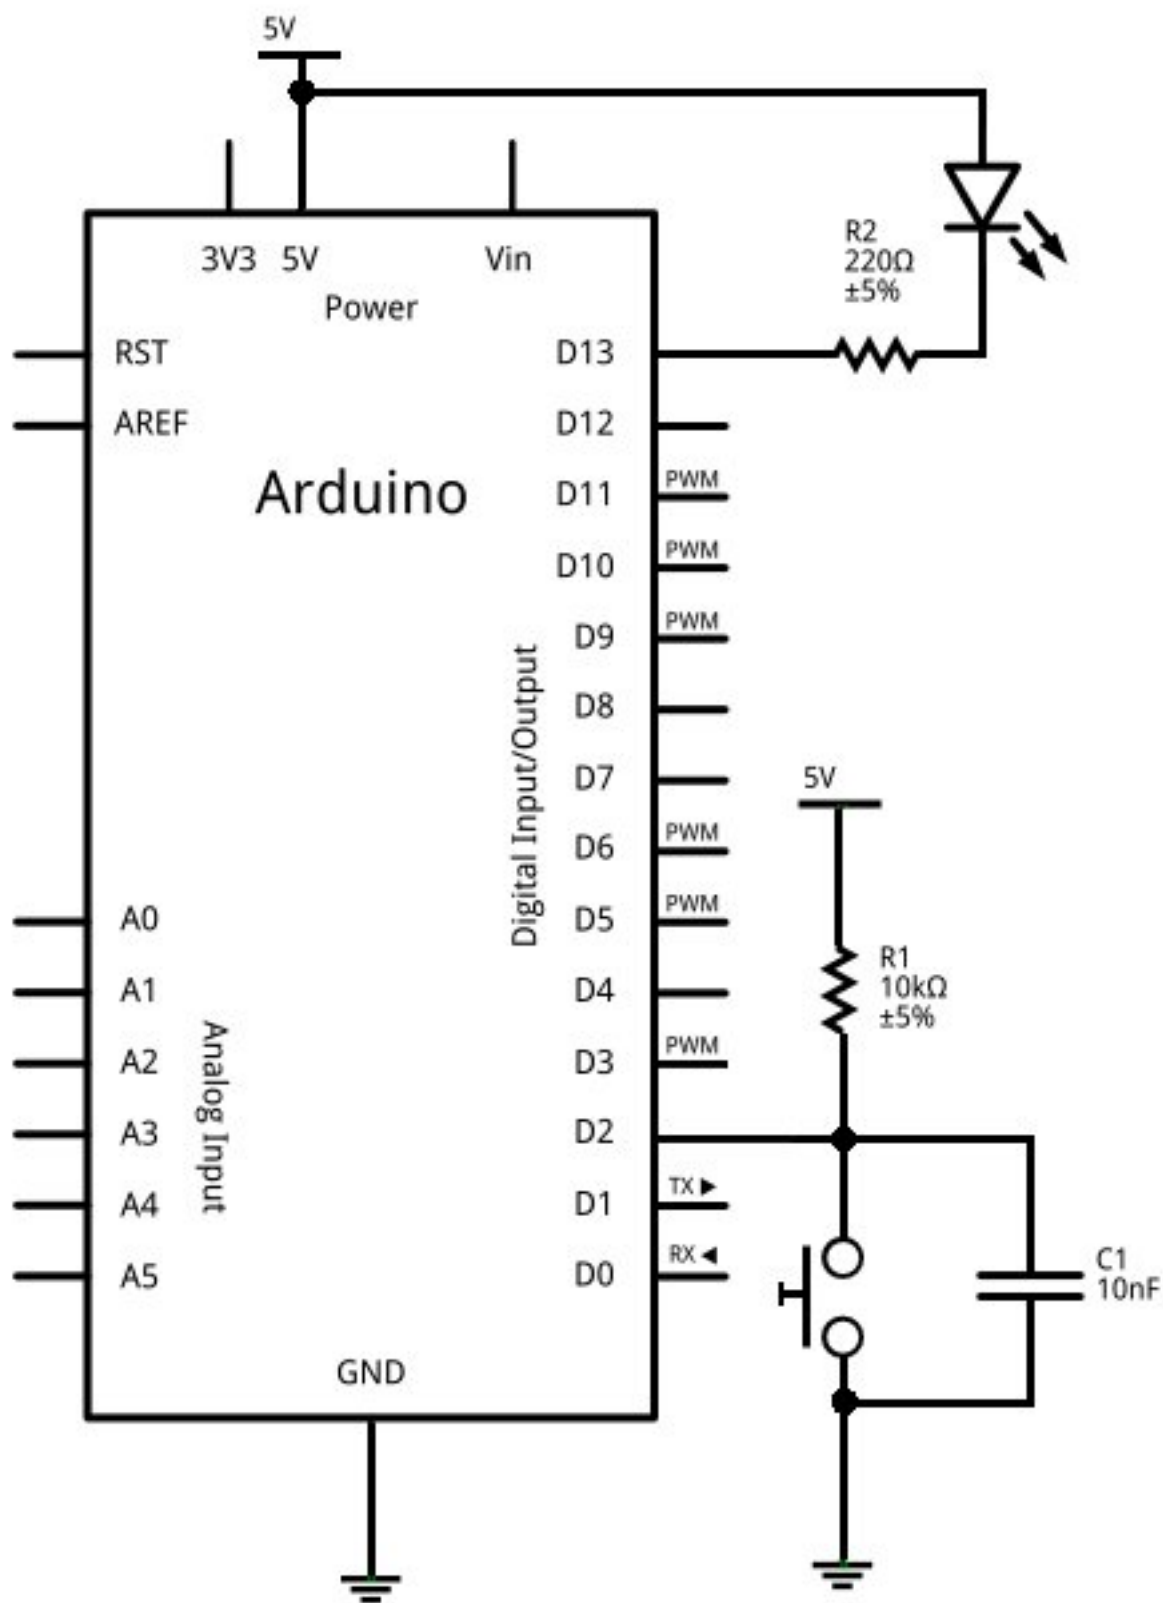 5V
3V3 5V Vin
Power
R2
220Ω
±5%
RST
D13
AREF
D12
Arduino
PWM
D11
PWM
D10
PWM
D9
D8
D7
5V
PWM
D6
Digital Input/Output
A0
PWM
D5
R1
10kΩ
±5%
A1
D4
A2
PWM
D3
Analog Input
A3
D2
A4
TX ▶
D1
A5
RX ◀
D0
C1
10nF
GND